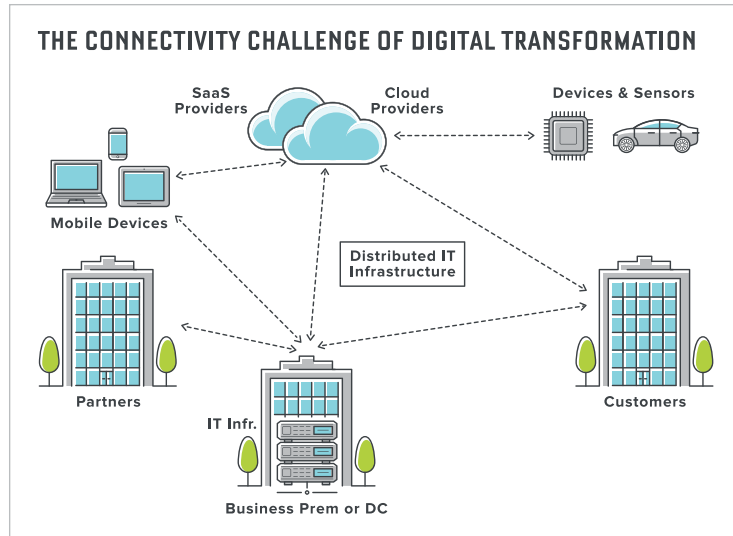 THE CONNECTIVITY CHALLENGE OF DIGITAL TRANSFORMATION
SaaS
Providers
Cloud
Providers
Devices & Sensors
Mobile Devices
Distributed IT
Infrastructure
Partners
Customers
IT Infr.
Business Prem or DC